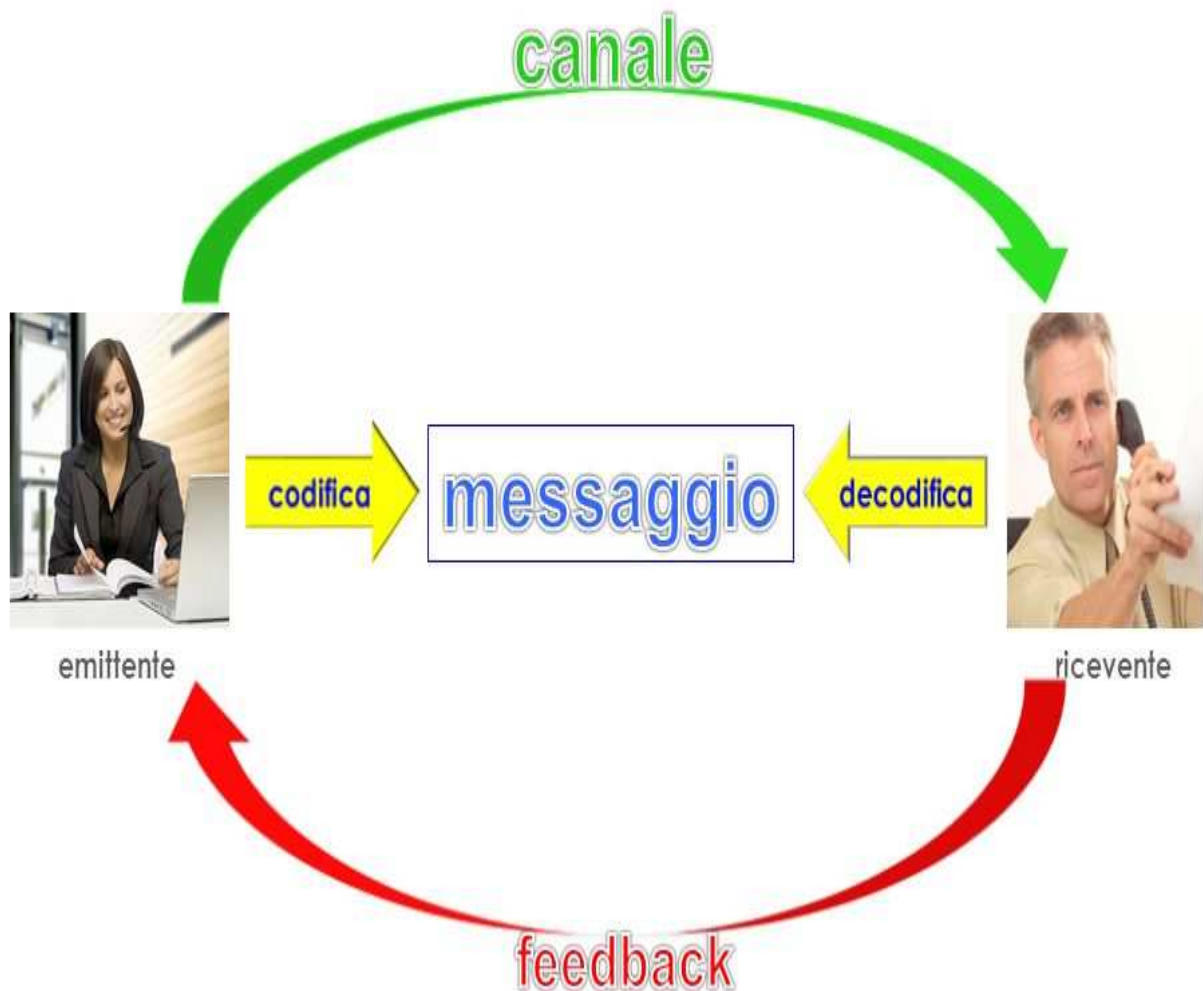 canale
codifica
messaggio
decodifica
emittente
ricevente
feedback